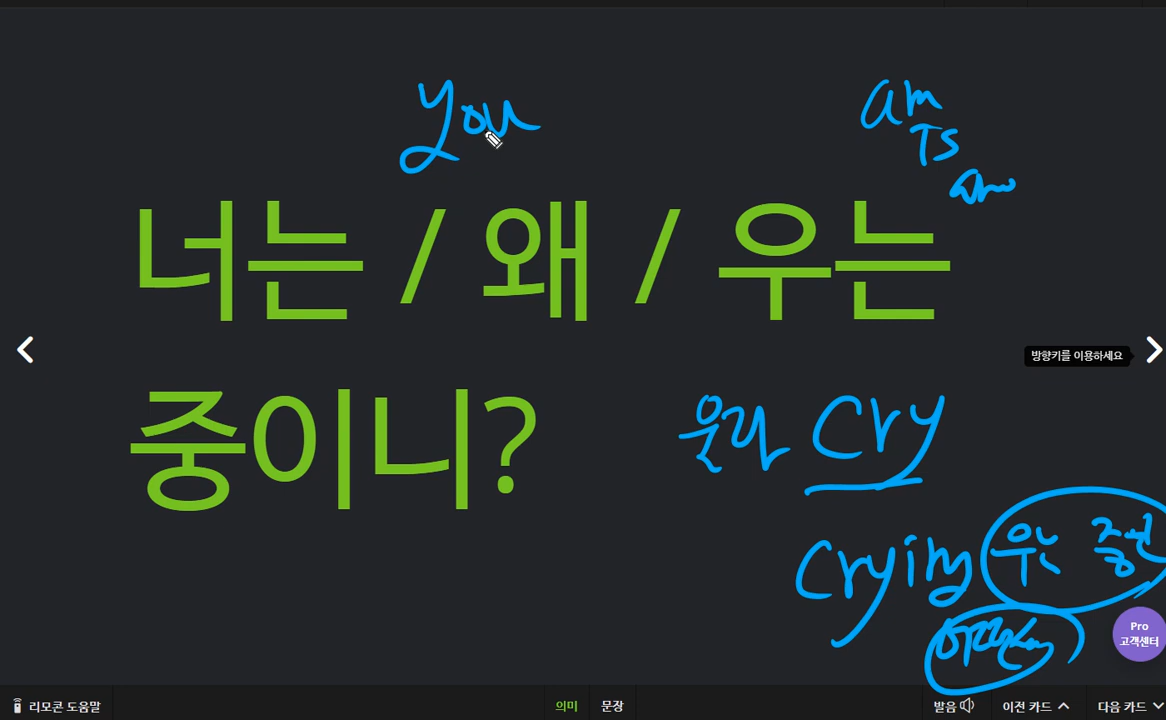 you
am
Is
너는 / 왜 / 우는
방향키를 이용하세요
중이니?
울다 cry
crying 우는 중인
Pro
고객센터
리모콘 도움말
의미
문장
발음
이전 카드
다음 카드